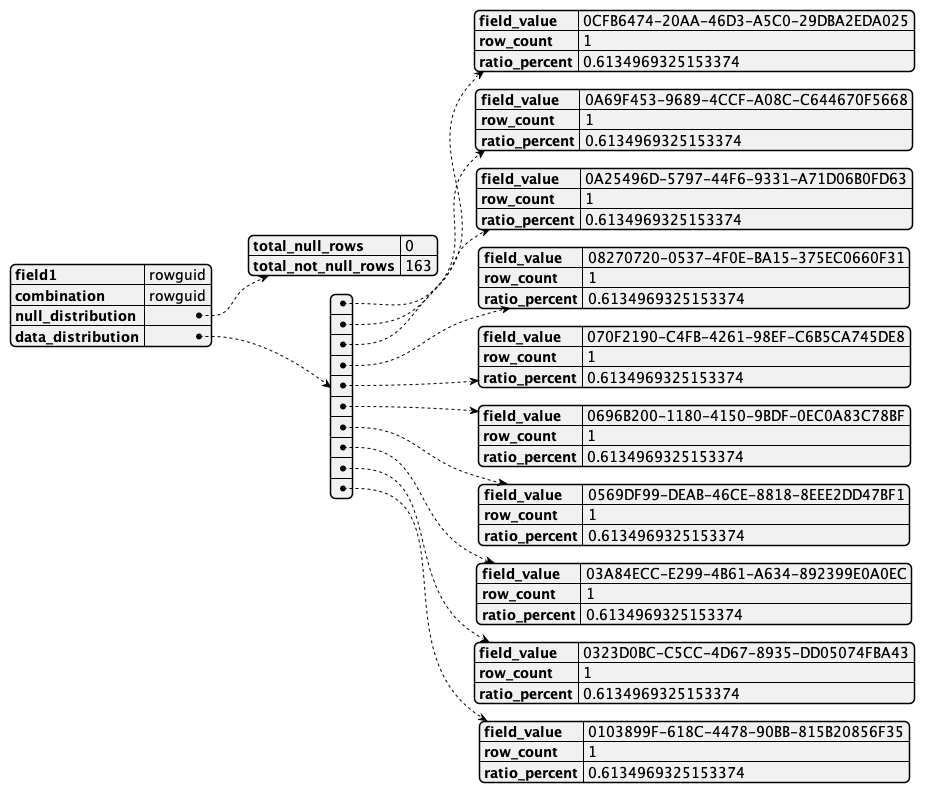 field1 rowguid
combination rowguid
null_distribution
data_distribution
total_null_rows 0
total_not_null_rows 163
field_value 0CFB6474-20AA-46D3-A5C0-29DBA2EDA025
row_count 1
ratio_percent 0.6134969325153374
field_value 0A69F453-9689-4CCF-A08C-C644670F5668
row_count 1
ratio_percent 0.6134969325153374
field_value 0A25496D-5797-44F6-9331-A71D06B0FD63
row_count 1
ratio_percent 0.6134969325153374
field_value 08270720-0537-4F0E-BA15-375EC0660F31
row_count 1
ratio_percent 0.6134969325153374
field_value 070F2190-C4FB-4261-98EF-C6B5CA745DE8
row_count 1
ratio_percent 0.6134969325153374
field_value 0696B200-1180-4150-9BDF-0EC0A83C78BF
row_count 1
ratio_percent 0.6134969325153374
field_value 0569DF99-DEAB-46CE-8818-8EEE2DD47BF1
row_count 1
ratio_percent 0.6134969325153374
field_value 03A84ECC-E299-4B61-A634-892399E0A0EC
row_count 1
ratio_percent 0.6134969325153374
field_value 0323D0BC-C5CC-4D67-8935-DD05074FBA43
row_count 1
ratio_percent 0.6134969325153374
field_value 0103899F-618C-4478-90BB-815B20856F35
row_count 1
ratio_percent 0.6134969325153374